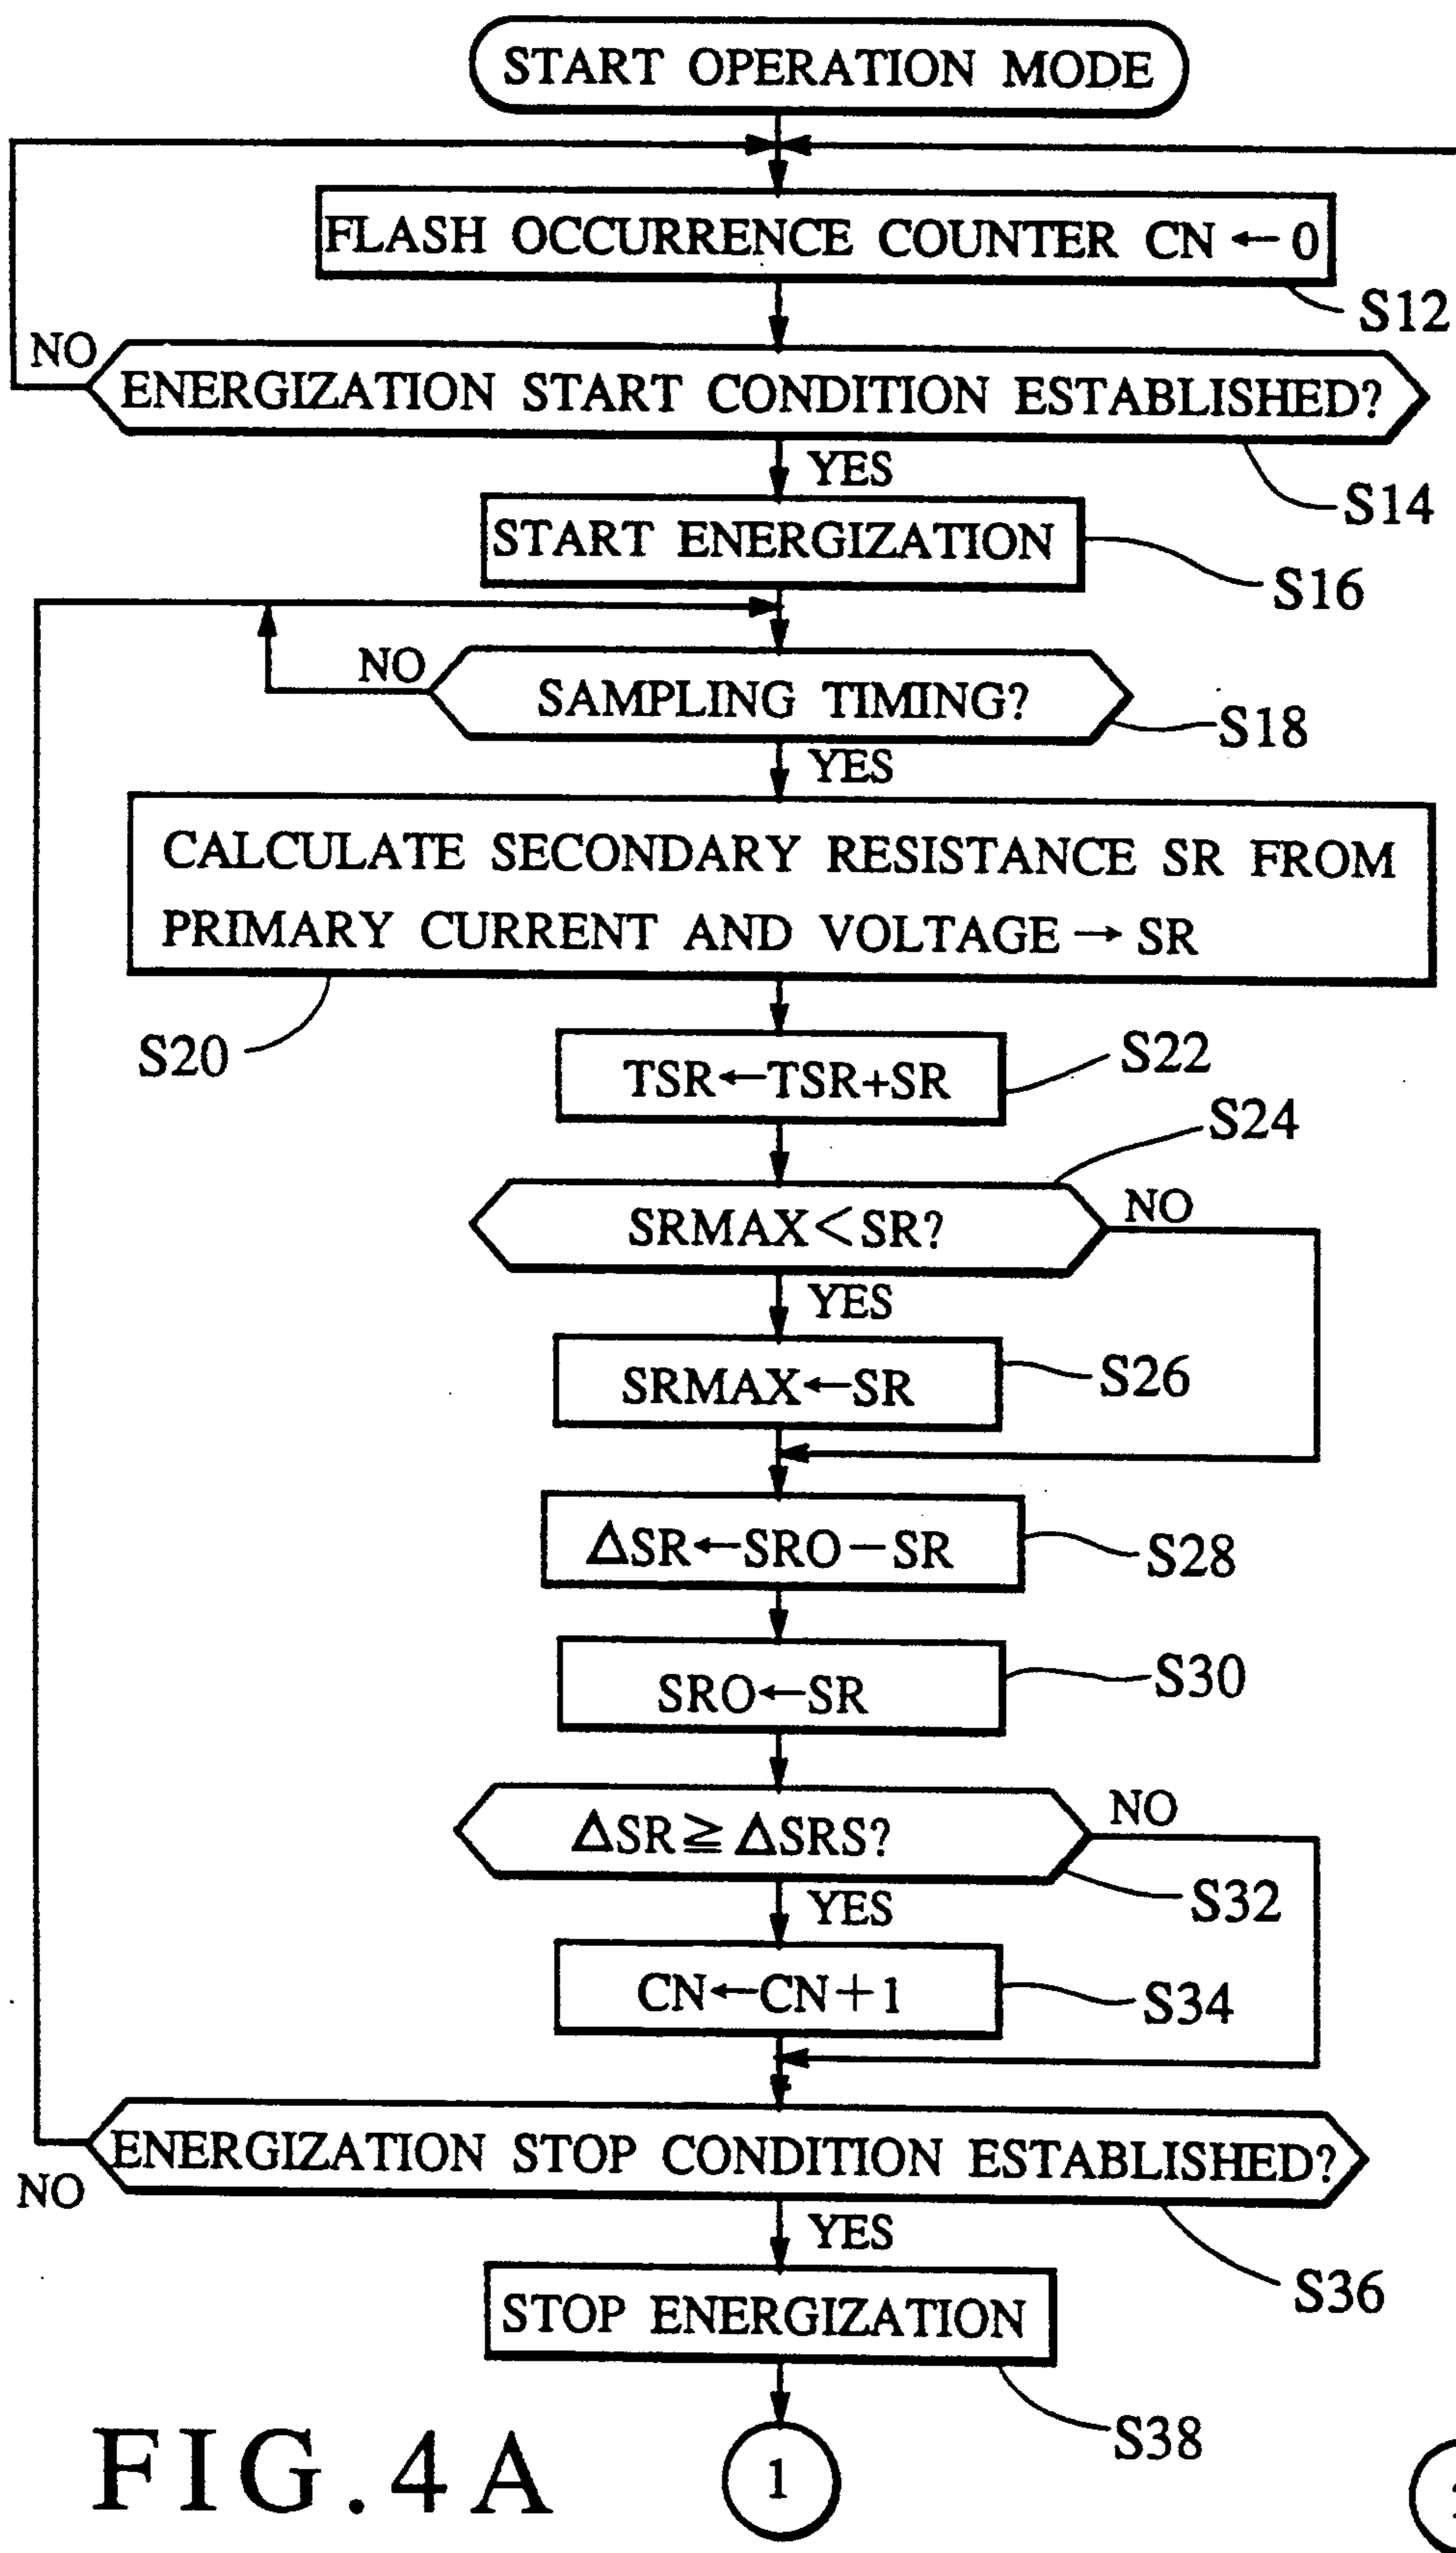 START OPERATION MODE
FLASH OCCURRENCE COUNTER CN ← 0
S12
NO
ENERGIZATION START CONDITION ESTABLISHED?
YES
S14
START ENERGIZATION
S16
NO
SAMPLING TIMING?
S18
YES
CALCULATE SECONDARY RESISTANCE SR FROM
PRIMARY CURRENT AND VOLTAGE → SR
S20
TSR←TSR+SR
S22
S24
SRMAX<SR?
NO
YES
SRMAX←SR
S26
ΔSR←SRO−SR
S28
SRO←SR
S30
ΔSR≧ΔSRS?
NO
S32
YES
CN←CN+1
S34
ENERGIZATION STOP CONDITION ESTABLISHED?
NO
YES
S36
STOP ENERGIZATION
S38
FIG.4A
1